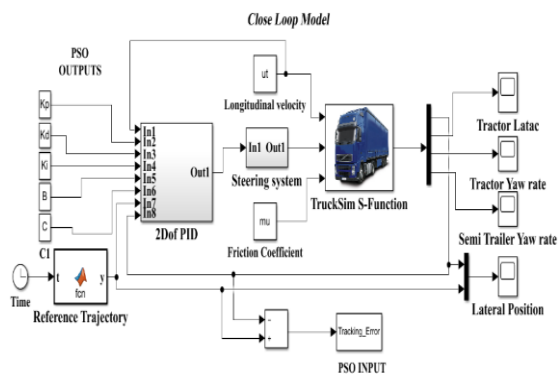 Close Loop Model
PSO
OUTPUTS
Kp
Kd
Ki
B
C
C1
In1
In2
In3
In4
In5
In6
In7
In8
Out1
2Dof PID
ut
Longitudinal velocity
In1 Out1
Steering system
mu
Friction Coefficient
TruckSim S-Function
Tractor Latac
Tractor Yaw rate
Semi Trailer Yaw rate
Lateral Position
Time
t
fcn
y
Reference Trajectory
-
+
Tracking_Error
PSO INPUT